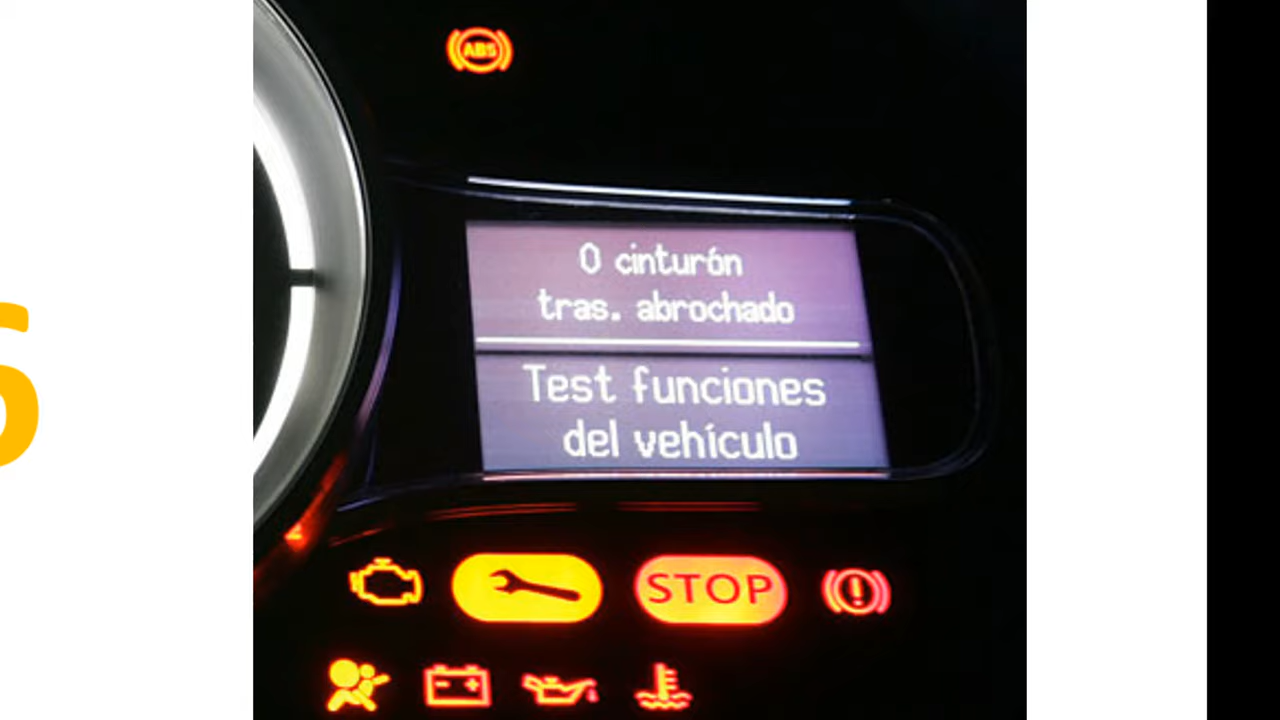 ABS
0 cinturón
tras. abrochado
Test funciones
del vehículo
STOP